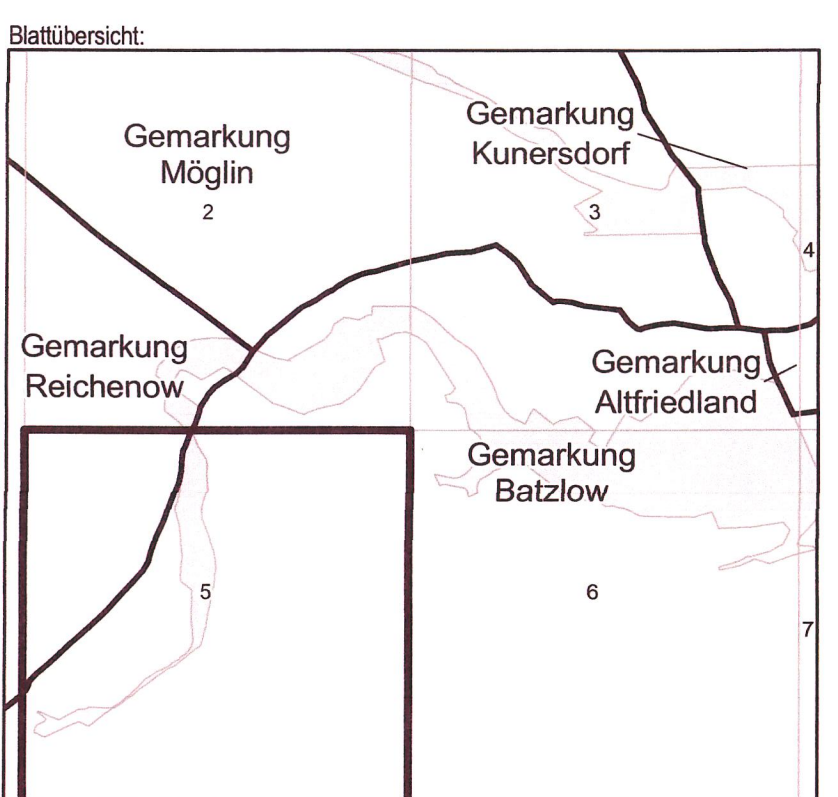 Blattübersicht:
Gemarkung
Möglin
2
Gemarkung
Kunersdorf
3
4
Gemarkung
Reichenow
Gemarkung
Altfriedland
Gemarkung
Batzlow
5
6
7